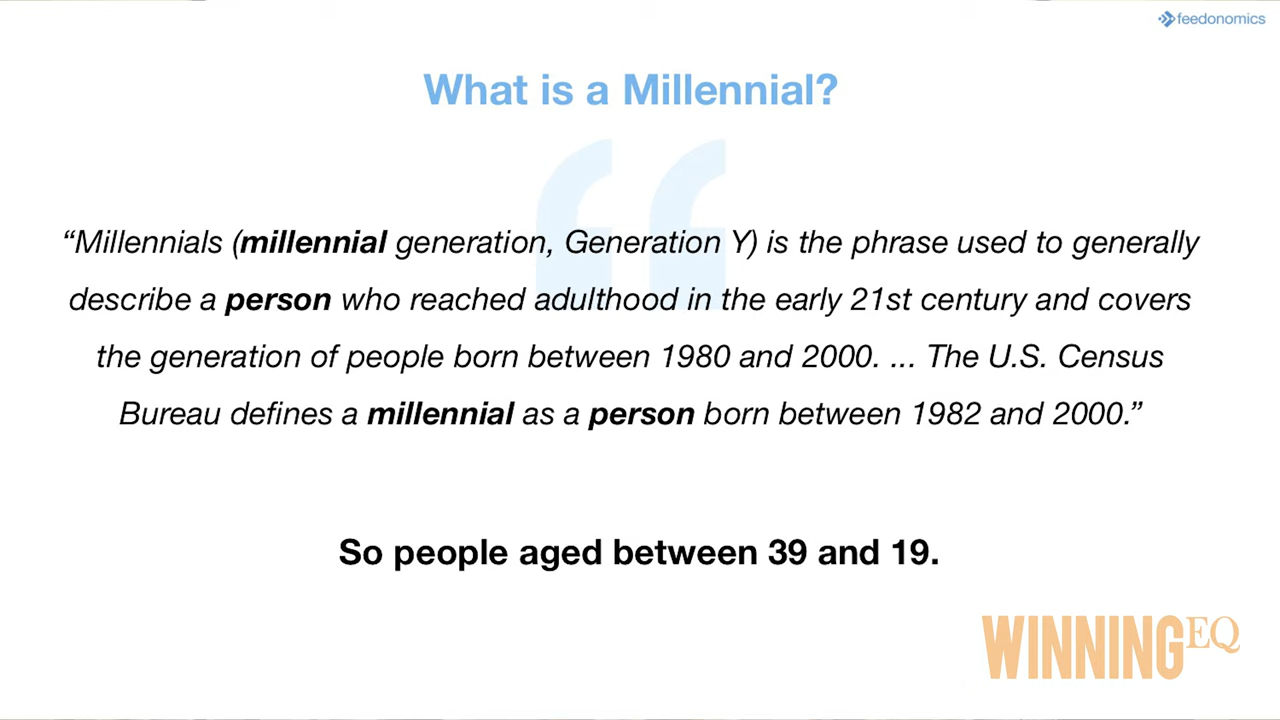 feedonomics
What is a Millennial?
“Millennials (millennial generation, Generation Y) is the phrase used to generally
describe a person who reached adulthood in the early 21st century and covers
the generation of people born between 1980 and 2000. ... The U.S. Census
Bureau defines a millennial as a person born between 1982 and 2000.”
So people aged between 39 and 19.
WINNING EQ